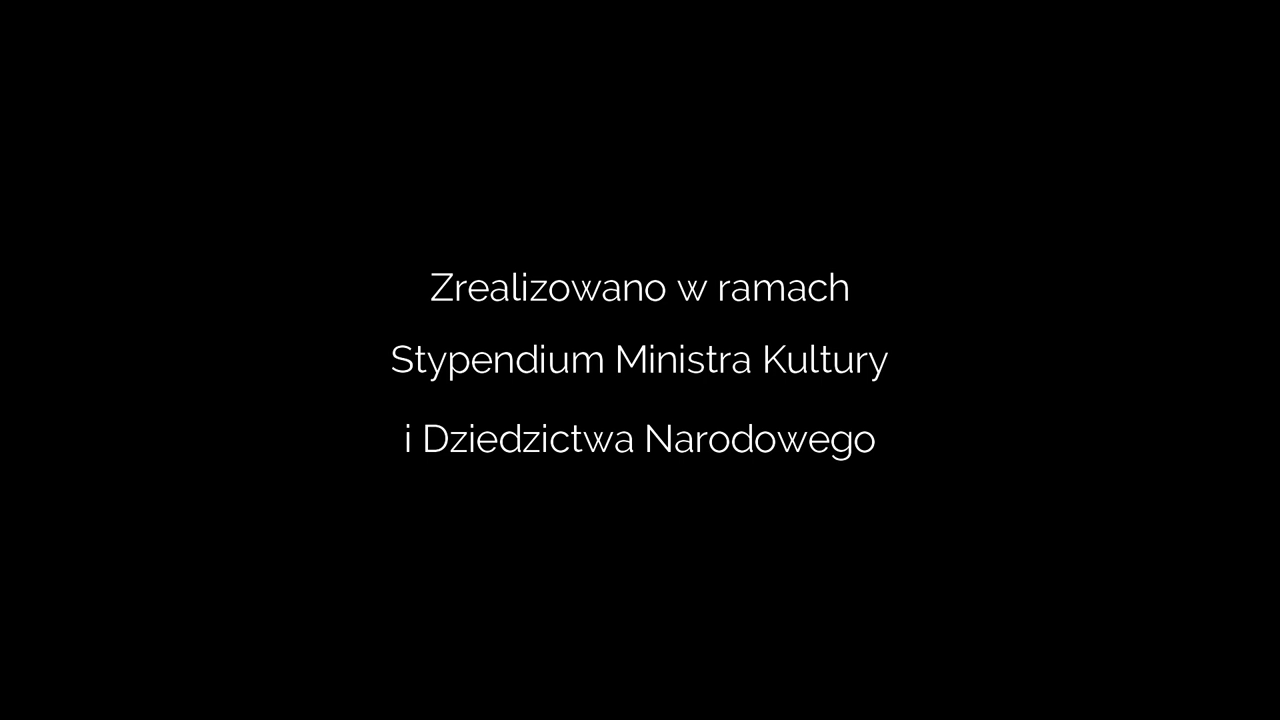 Zrealizowano w ramach
Stypendium Ministra Kultury
i Dziedzictwa Narodowego